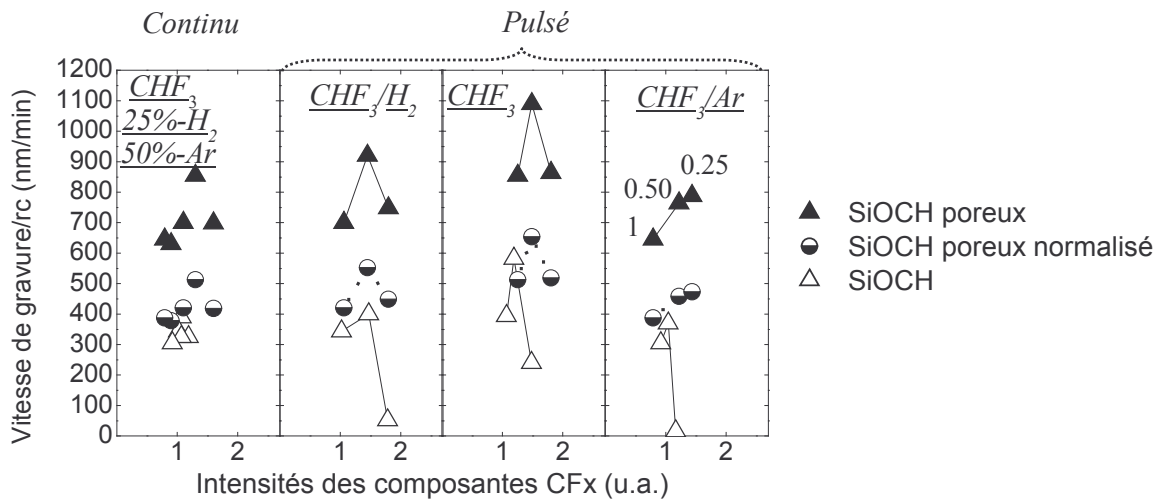 Continu
Pulsé
Vitesse de gravure/rc (nm/min)
1200
1100
1000
900
800
700
600
500
400
300
200
100
0
CHF3
25%-H2
50%-Ar
CHF3/H2
CHF3
CHF3/Ar
0.25
0.50
1
1 2
1 2
1 2
1 2
Intensités des composantes CFx (u.a.)
SiOCH poreux
SiOCH poreux normalisé
SiOCH